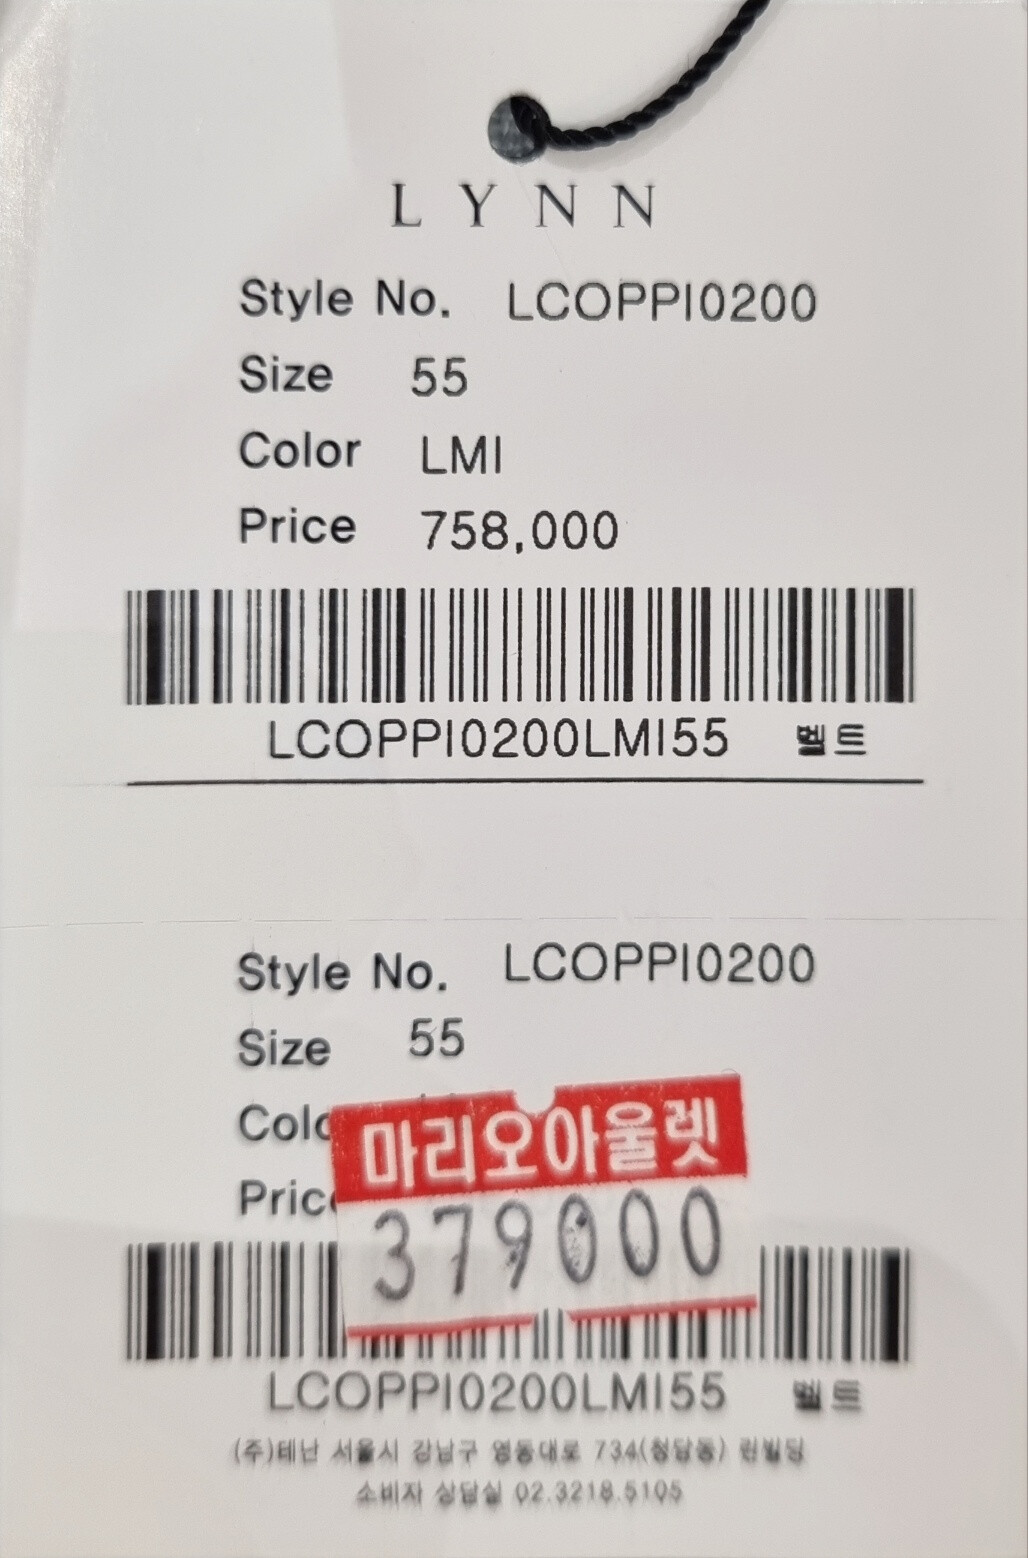 LYNN
Style No. LCOPPI0200
Size 55
Color LMI
Price 758,000
LCOPPI0200LMI55 벨트
Style No. LCOPPI0200
Size 55
마리오아울렛
379000
LCOPPI0200LMI55 벨트
(주)테난 서울시 강남구 영동대로 734(청담동) 린빌딩
소비자 상담실 02.3218.5105